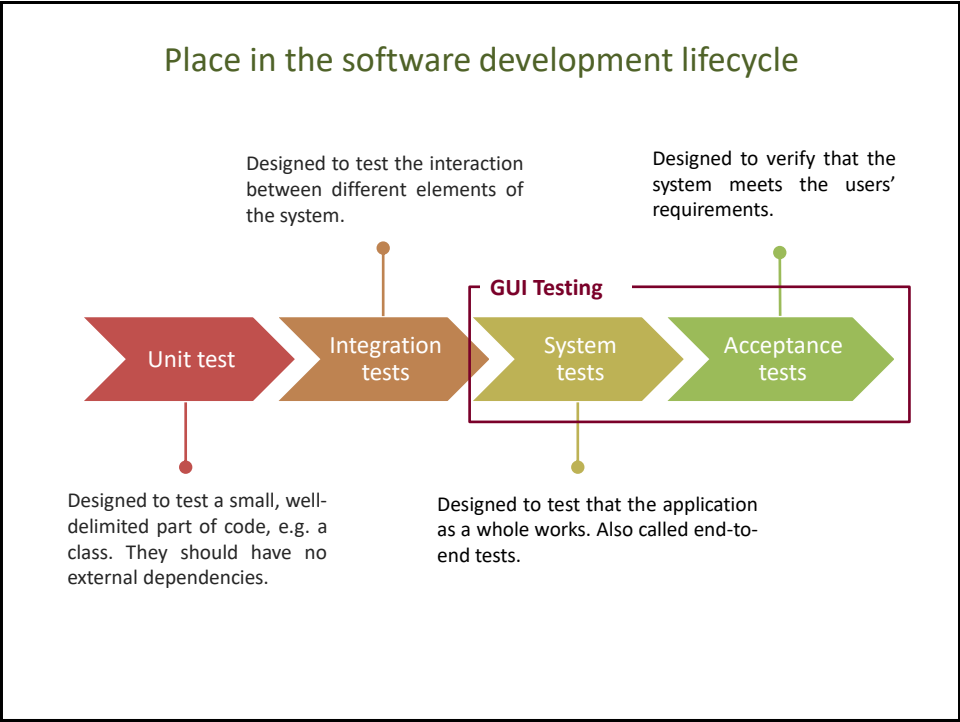 Place in the software development lifecycle
Designed to test the interaction
between different elements of
the system.
Designed to verify that the
system meets the users’
requirements.
GUI Testing
Unit test
Integration
tests
System
tests
Acceptance
tests
Designed to test a small, well-
delimited part of code, e.g. a
class. They should have no
external dependencies.
Designed to test that the application
as a whole works. Also called end-to-
end tests.